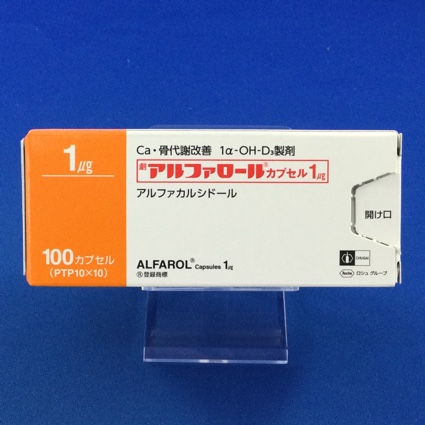 1μg
100カプセル
(PTP10×10)
Ca・骨代謝改善 1α-OH-D₃製剤
劇 アルファロール®カプセル1μg
アルファカルシドール
ALFAROL® Capsules 1μg
®登録商標
開け口
CHUGAI
Roche ロシュ グループ